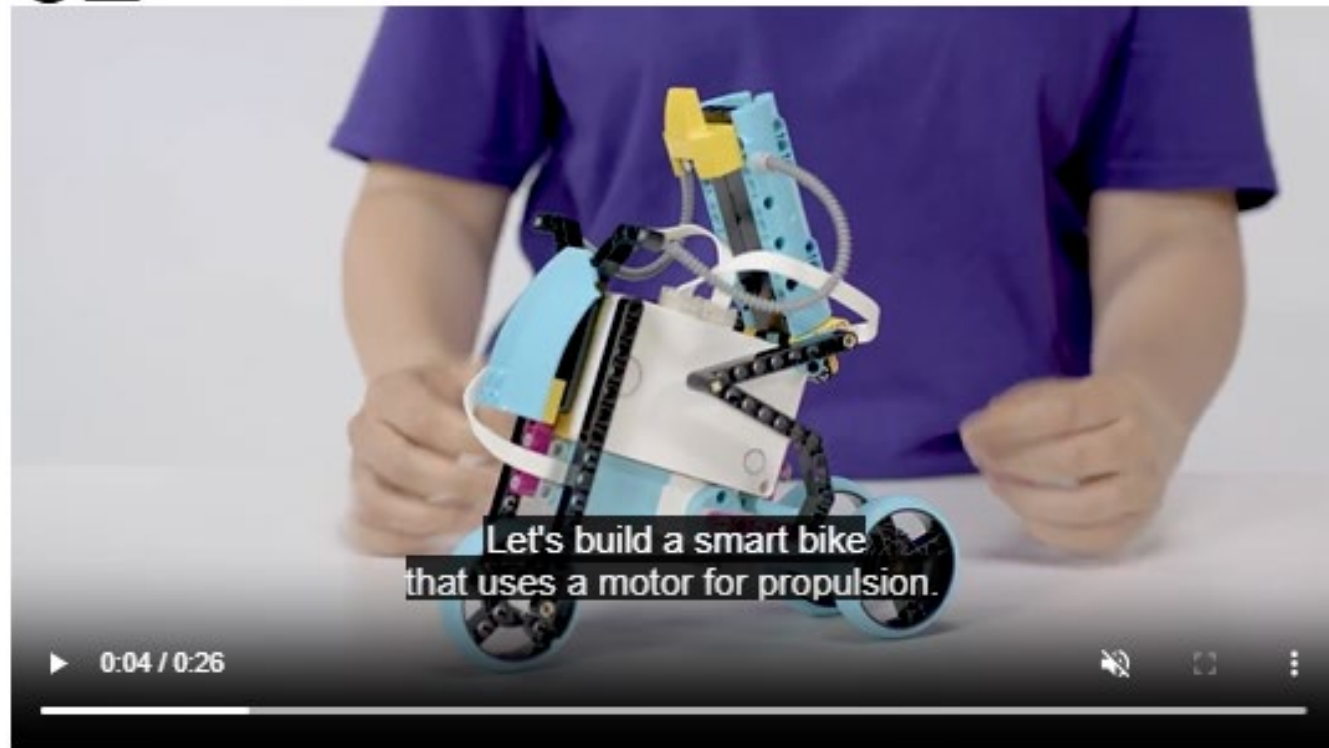 Let's build a smart bike
that uses a motor for propulsion.
0:04 / 0:26